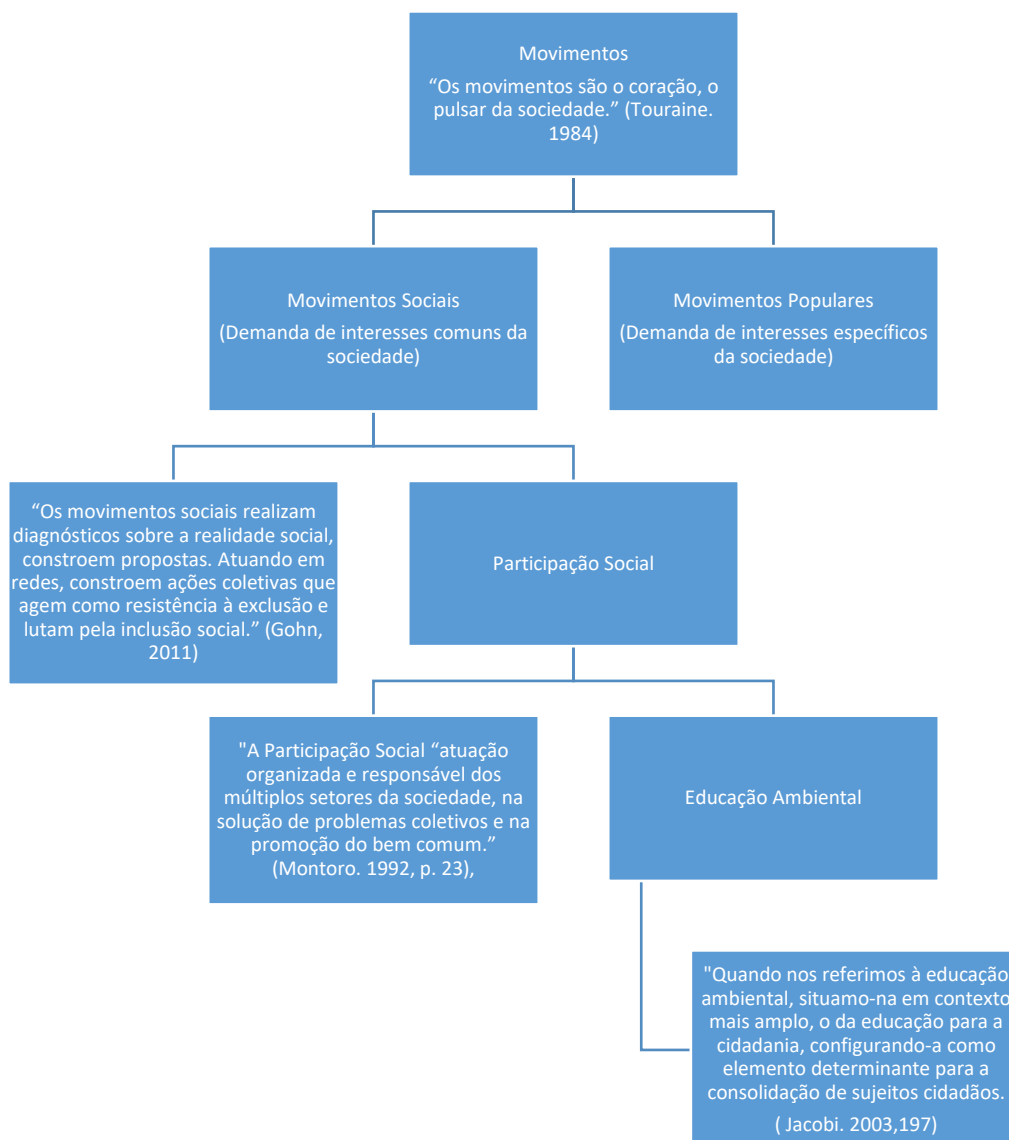 Movimentos
“Os movimentos são o coração, o
pulsar da sociedade.” (Touraine.
1984)
Movimentos Sociais
(Demanda de interesses comuns da
sociedade)
Movimentos Populares
(Demanda de interesses específicos
da sociedade)
“Os movimentos sociais realizam
diagnósticos sobre a realidade social,
constroem propostas. Atuando em
redes, constroem ações coletivas que
agem como resistência à exclusão e
lutam pela inclusão social.” (Gohn,
2011)
Participação Social
"A Participação Social “atuação
organizada e responsável dos
múltiplos setores da sociedade, na
solução de problemas coletivos e na
promoção do bem comum.”
(Montoro. 1992, p. 23),
Educação Ambiental
"Quando nos referimos à educação
ambiental, situamo-na em contexto
mais amplo, o da educação para a
cidadania, configurando-a como
elemento determinante para a
consolidação de sujeitos cidadãos.
( Jacobi. 2003,197)